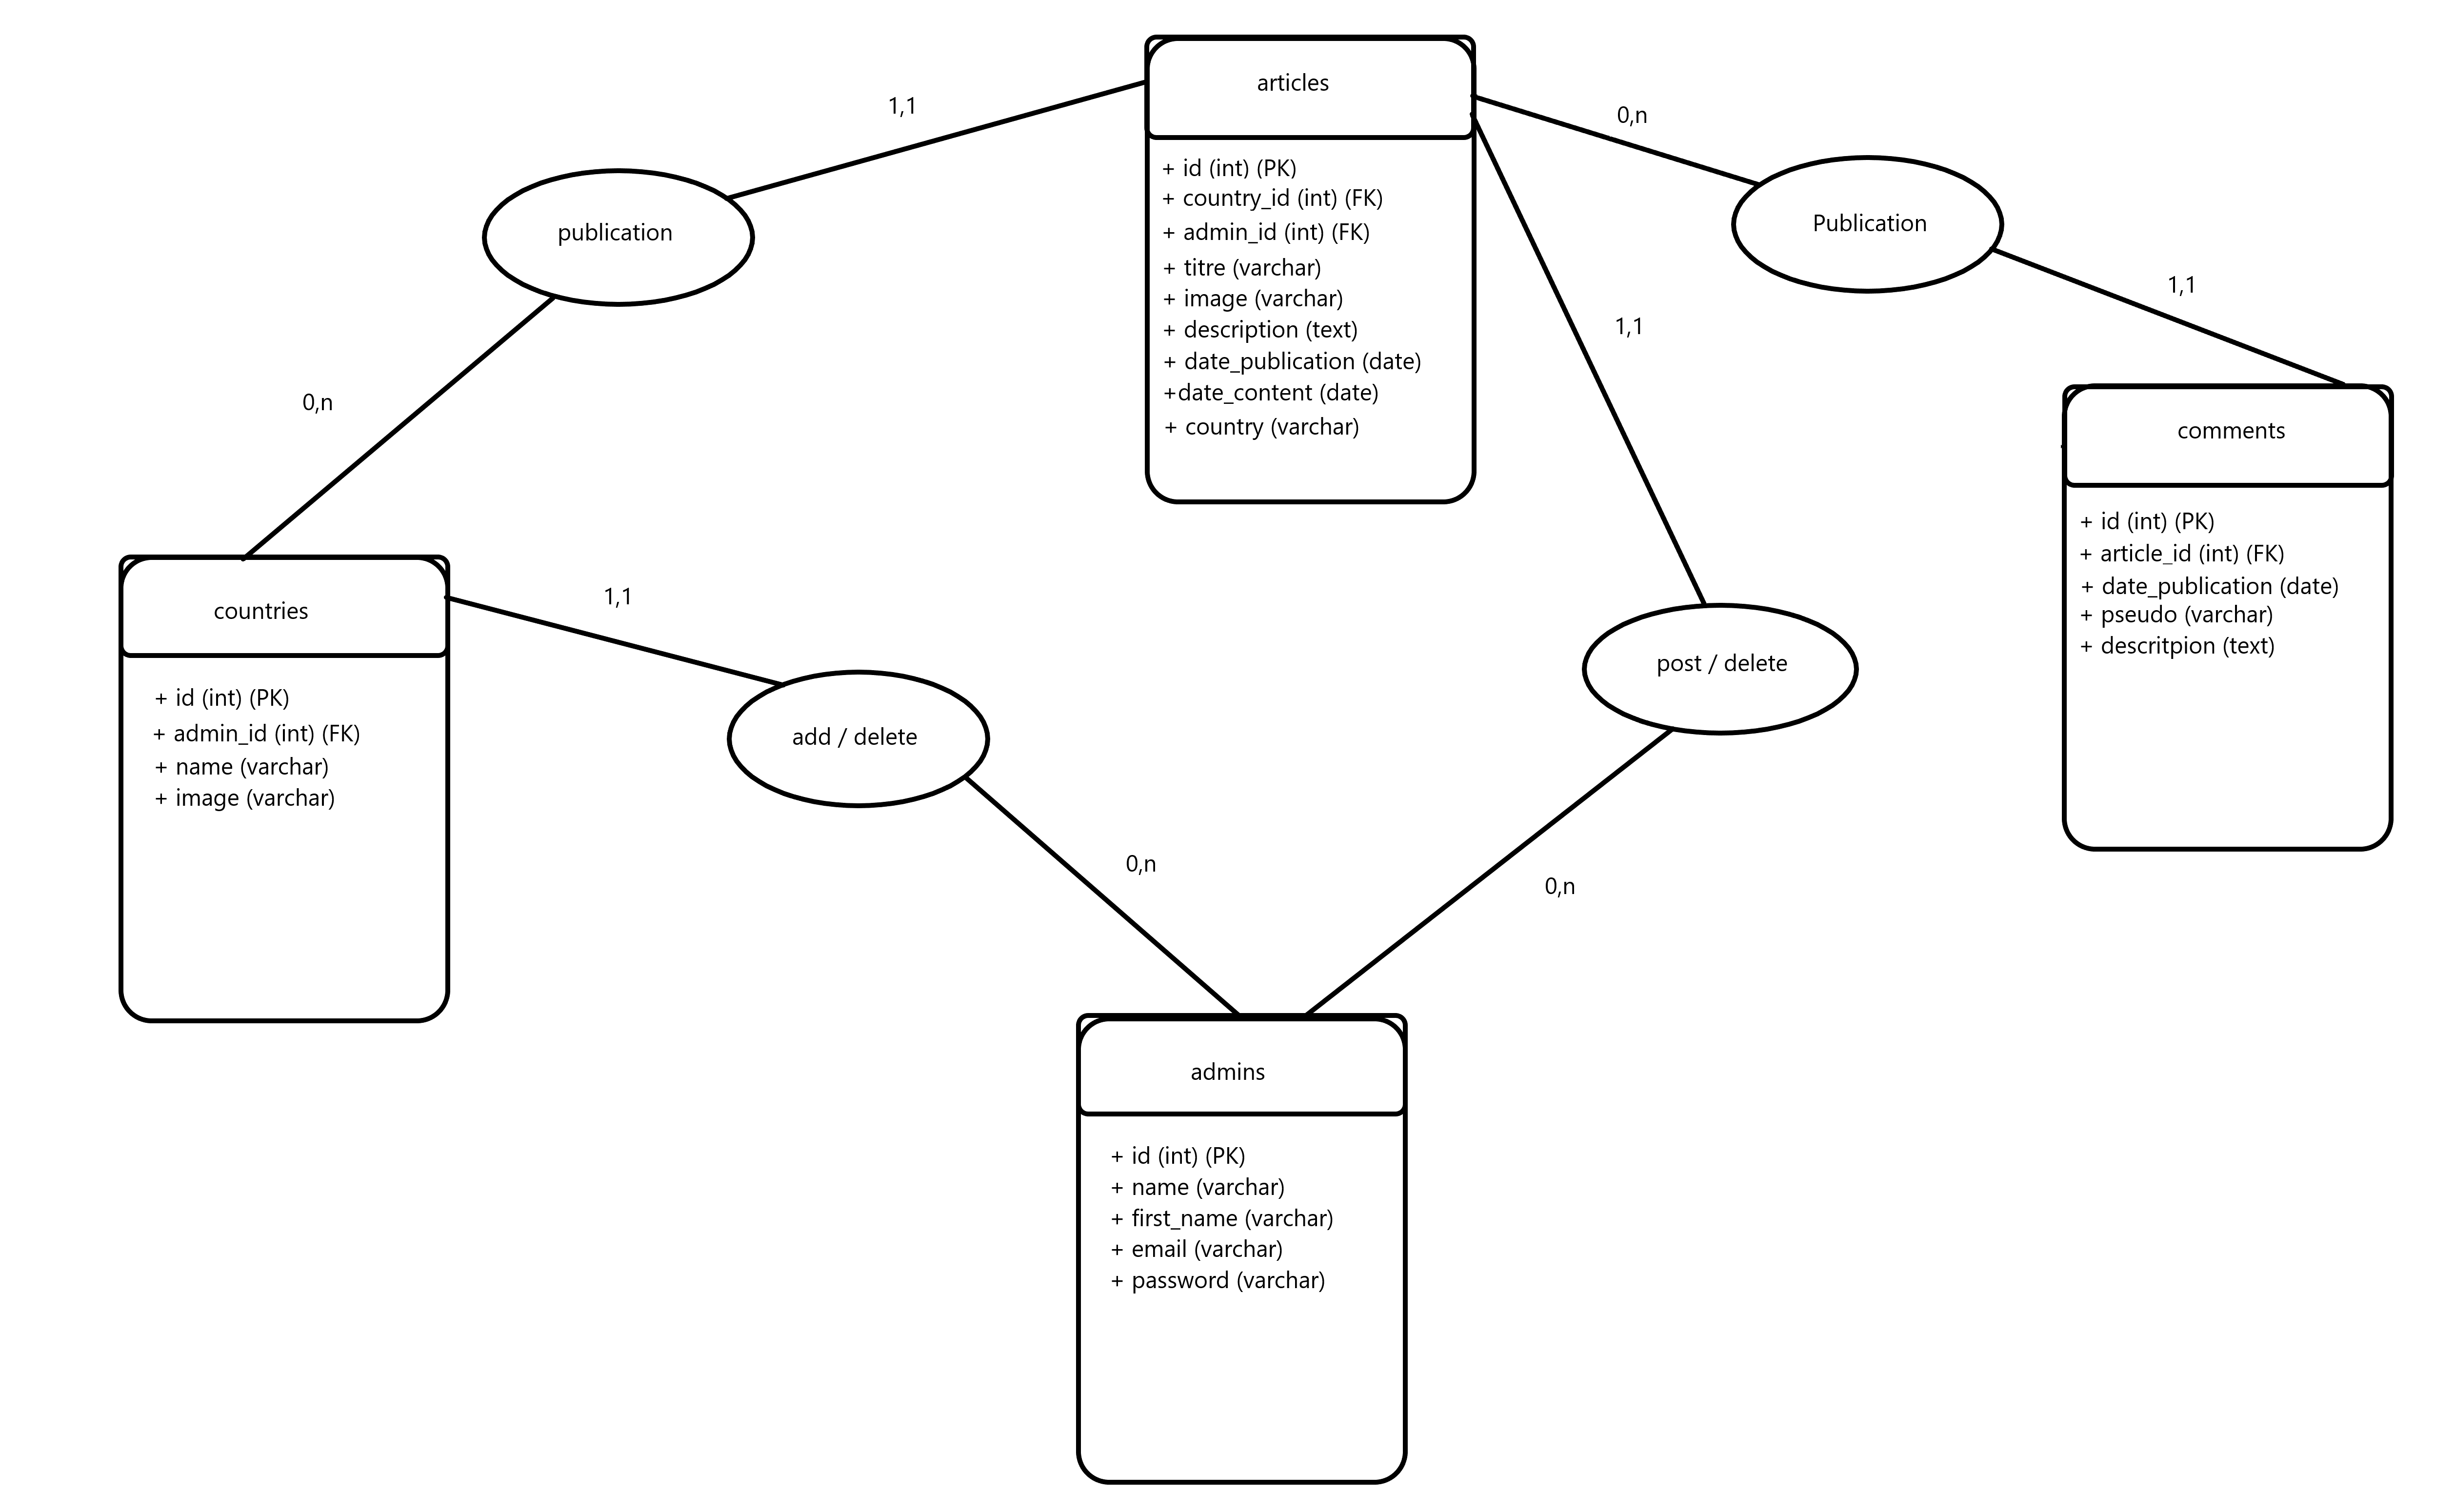 articles
+ id (int) (PK)
+ country_id (int) (FK)
+ admin_id (int) (FK)
+ titre (varchar)
+ image (varchar)
+ description (text)
+ date_publication (date)
+date_content (date)
+ country (varchar)
1,1
0,n
publication
Publication
1,1
1,1
0,n
comments
+ id (int) (PK)
+ article_id (int) (FK)
+ date_publication (date)
+ pseudo (varchar)
+ descritpion (text)
countries
+ id (int) (PK)
+ admin_id (int) (FK)
+ name (varchar)
+ image (varchar)
1,1
add / delete
post / delete
0,n
0,n
admins
+ id (int) (PK)
+ name (varchar)
+ first_name (varchar)
+ email (varchar)
+ password (varchar)